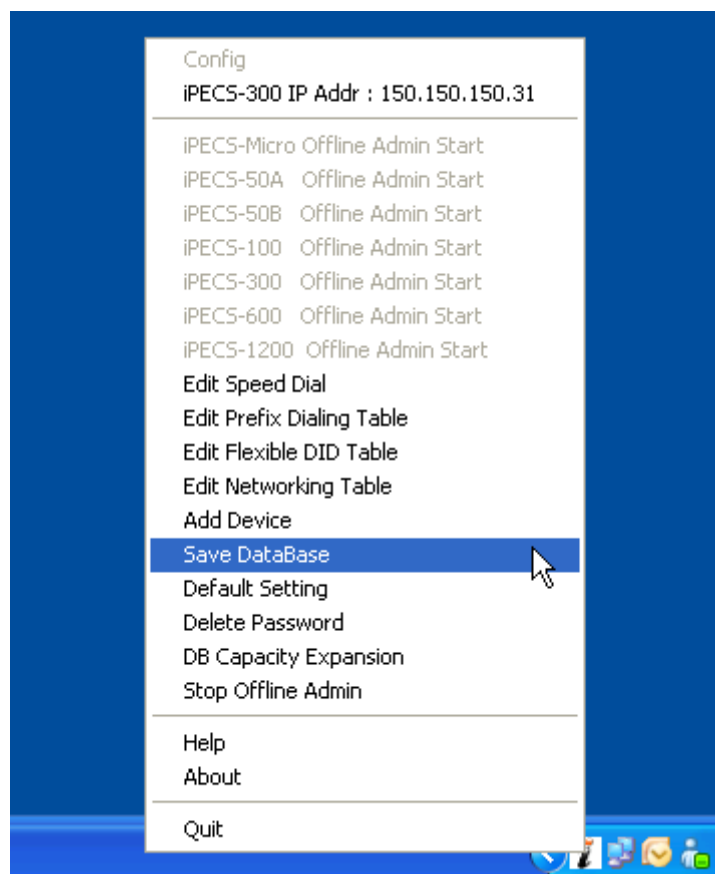 Config
iPECS-300 IP Addr : 150.150.150.31
iPECS-Micro Offline Admin Start
iPECS-50A Offline Admin Start
iPECS-50B Offline Admin Start
iPECS-100 Offline Admin Start
iPECS-300 Offline Admin Start
iPECS-600 Offline Admin Start
iPECS-1200 Offline Admin Start
Edit Speed Dial
Edit Prefix Dialing Table
Edit Flexible DID Table
Edit Networking Table
Add Device
Save DataBase
Default Setting
Delete Password
DB Capacity Expansion
Stop Offline Admin
Help
About
Quit